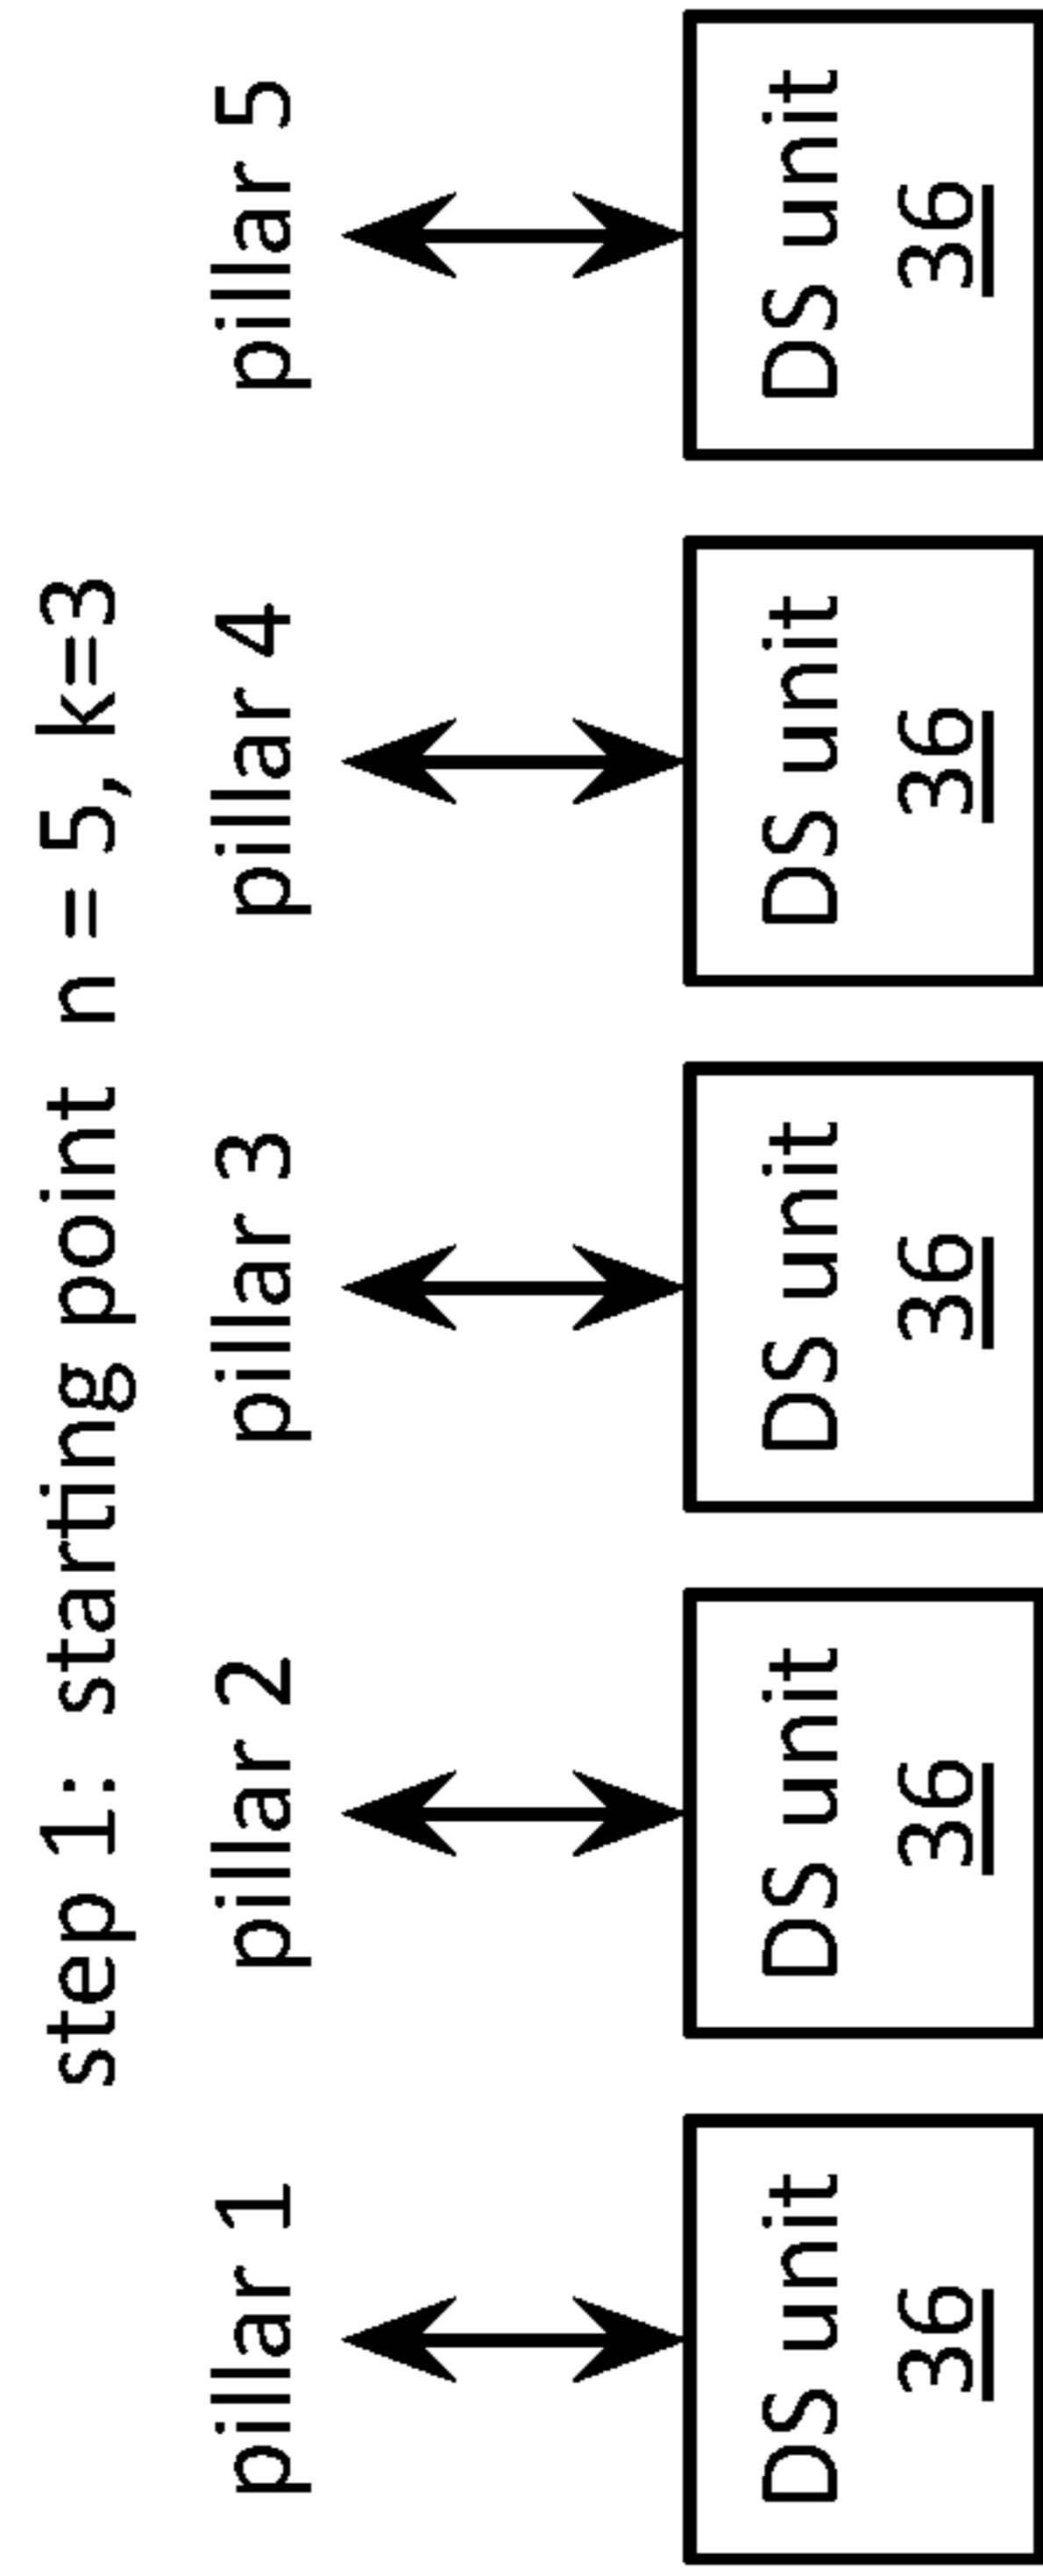 step 1: starting point n = 5, k=3
pillar 1
pillar 2
pillar 3
pillar 4
pillar 5
DS unit
36
DS unit
36
DS unit
36
DS unit
36
DS unit
36